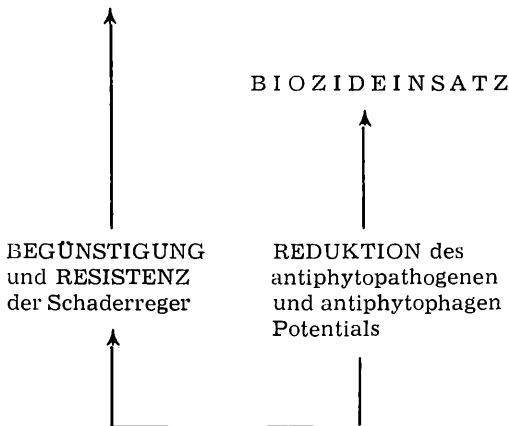 BIOZIDEINSATZ
BEGÜNSTIGUNG
und RESISTENZ
der Schaderreger
REDUKTION des
antiphytopathogenen
und antiphytophagen
Potentials